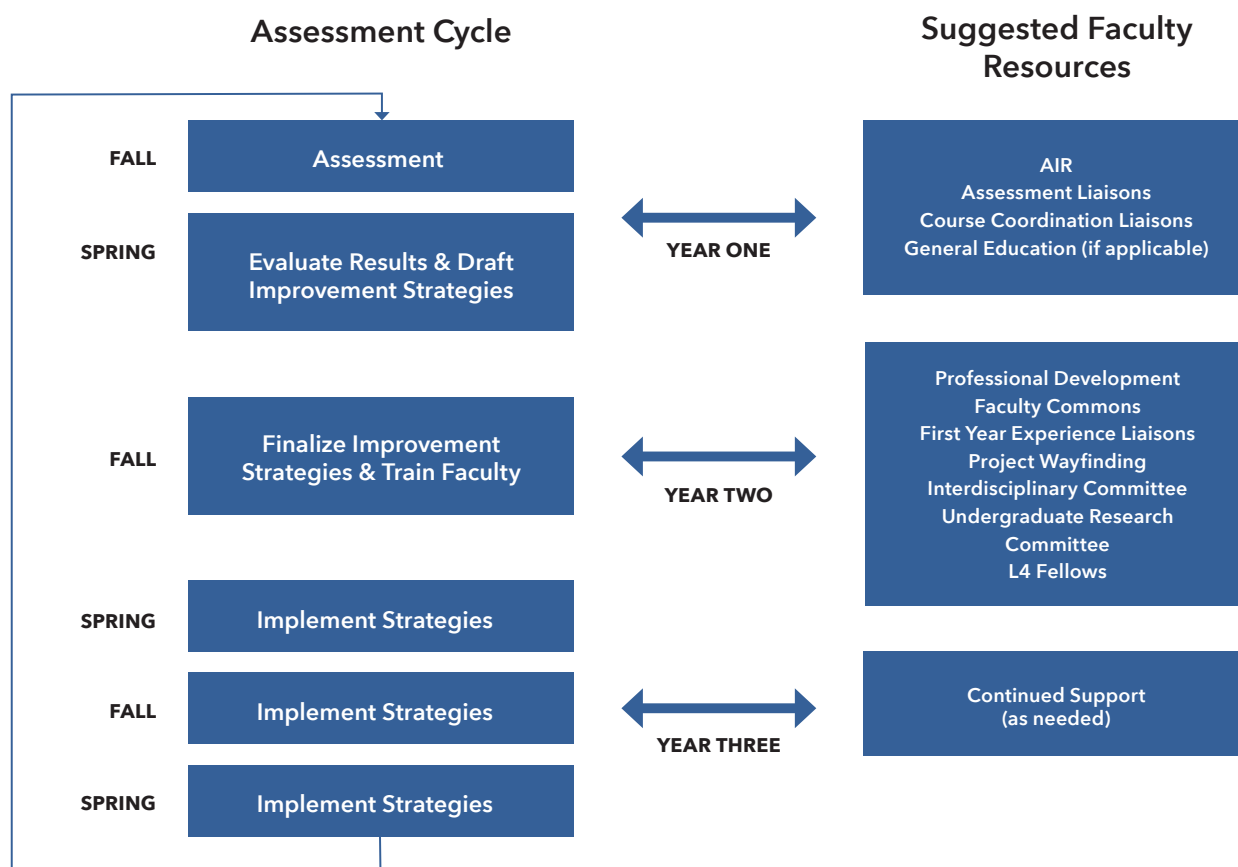 Assessment Cycle
Suggested Faculty
Resources
FALL
Assessment
SPRING
Evaluate Results & Draft
Improvement Strategies
YEAR ONE
AIR
Assessment Liaisons
Course Coordination Liaisons
General Education (if applicable)
FALL
Finalize Improvement
Strategies & Train Faculty
YEAR TWO
Professional Development
Faculty Commons
First Year Experience Liaisons
Project Wayfinding
Interdisciplinary Committee
Undergraduate Research
Committee
L4 Fellows
SPRING
Implement Strategies
FALL
Implement Strategies
YEAR THREE
Continued Support
(as needed)
SPRING
Implement Strategies